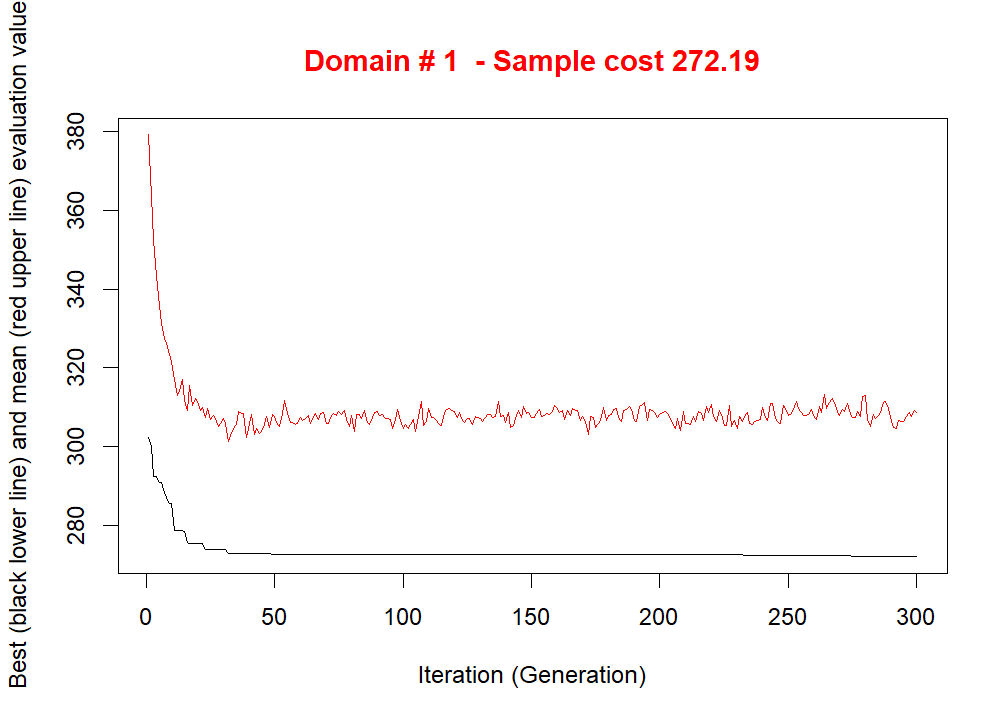 Domain # 1 - Sample cost 272.19
Best (black lower line) and mean (red upper line) evaluation value
380
360
340
320
300
280
0 50 100 150 200 250 300
Iteration (Generation)